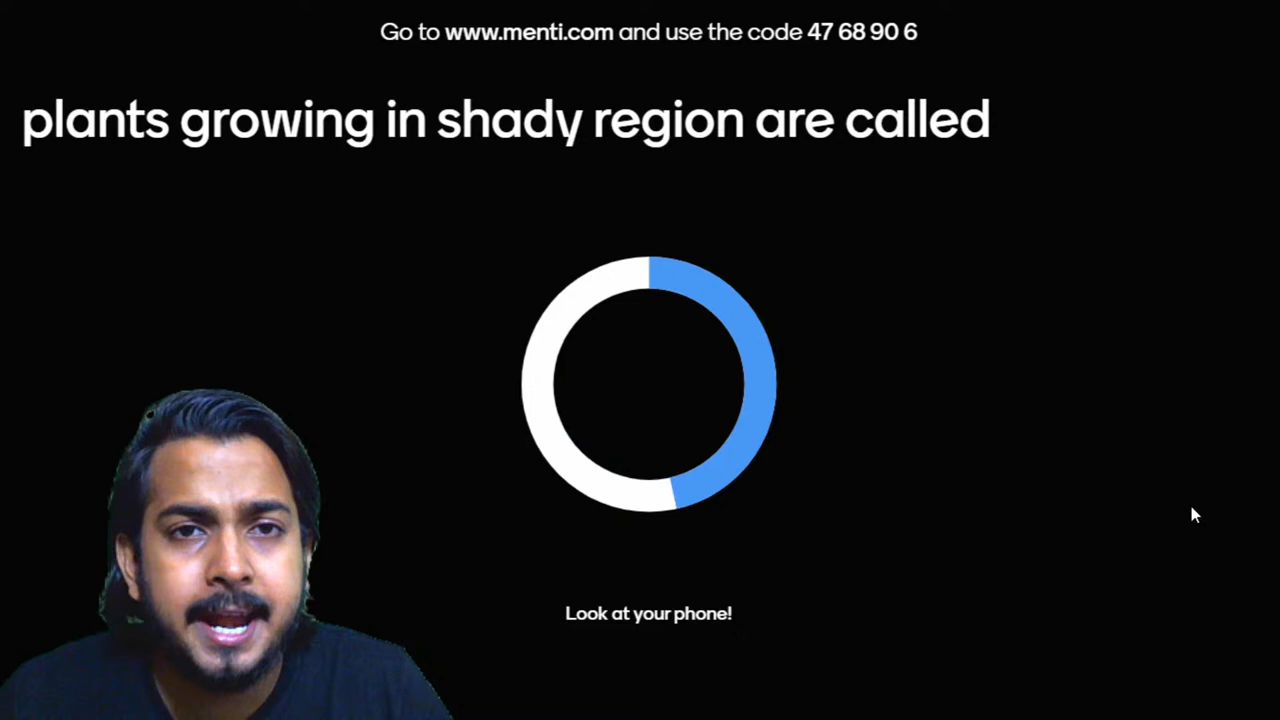 Go to www.menti.com and use the code 47 68 90 6
plants growing in shady region are called
Look at your phone!